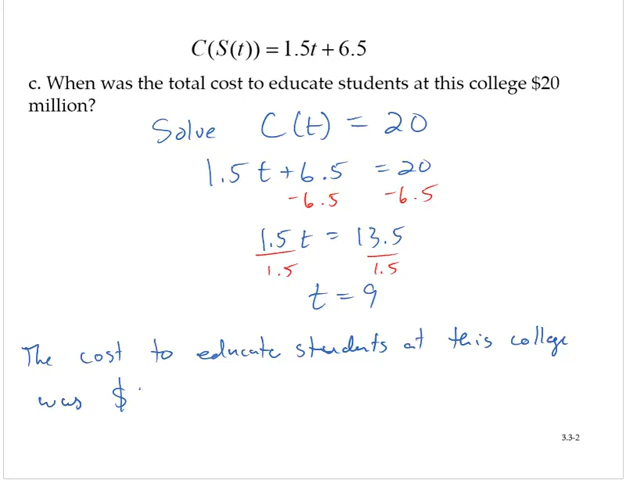 C(S(t)) = 1.5t + 6.5
c. When was the total cost to educate students at this college $20
million?
Solve C(t) = 20
1.5t + 6.5 = 20
-6.5 -6.5
1.5t = 13.5
1.5 1.5
t = 9
The cost to educate students at this college
was $
3.3-2